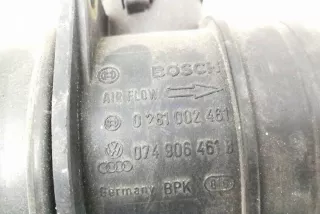 BOSCH
AIR FLOW
0 281 002 461
074 906 461 B
Germany BPK